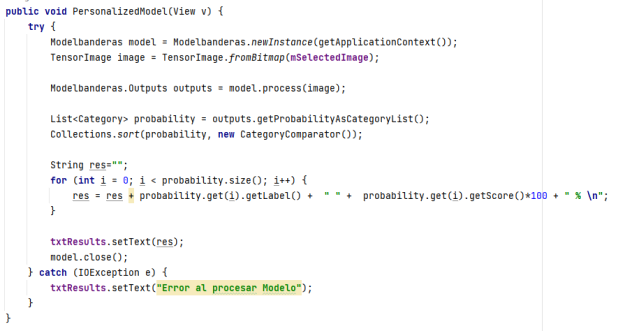 public void PersonalizedModel(View v) {
try {
Modelbanderas model = Modelbanderas.newInstance(getApplicationContext());
TensorImage image = TensorImage.fromBitmap(mSelectedImage);
Modelbanderas.Outputs outputs = model.process(image);
List<Category> probability = outputs.getProbabilityAsCategoryList();
Collections.sort(probability, new CategoryComparator());
String res="";
for (int i = 0; i < probability.size(); i++) {
res = res + probability.get(i).getLabel() +  " " +  probability.get(i).getScore()*100 + " % \n";
}
txtResults.setText(res);
model.close();
} catch (IOException e) {
txtResults.setText("Error al procesar Modelo");
}
}